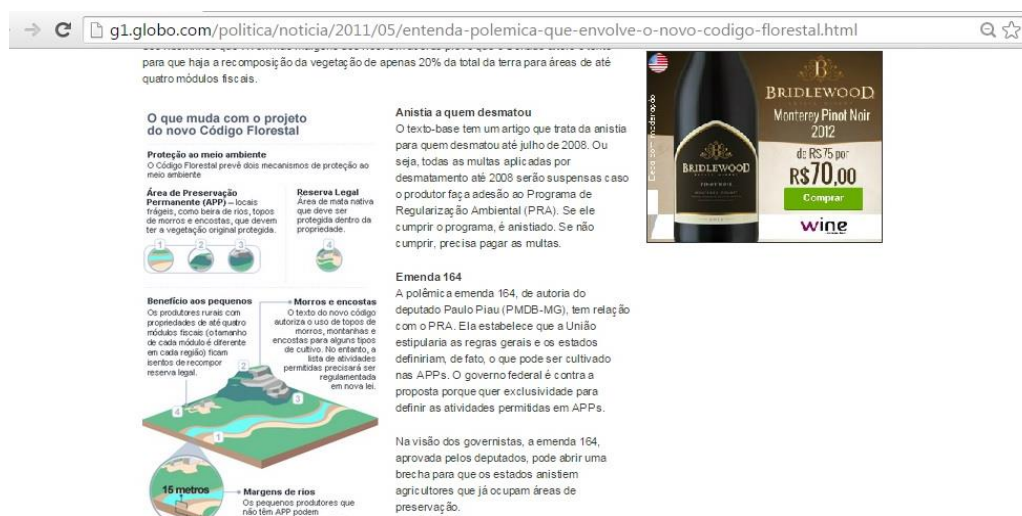 g1.globo.com/politica/noticia/2011/05/entenda-polemica-que-envolve-o-novo-codigo-florestal.html
para que haja a recomposição da vegetação de apenas 20% da total da terra para áreas de até
quatro módulos fiscais.
O que muda com o projeto
do novo Código Florestal
Proteção ao meio ambiente
O Código Florestal prevê dois mecanismos de proteção ao
meio ambiente
Área de Preservação
Permanente (APP) – locais
frágeis, como beira de rios, topos
de morros e encostas, que devem
ter a vegetação original protegida.
1 2 3
Reserva Legal
Área de mata nativa
que deve ser
protegida dentro da
propriedade.
4
Benefício aos pequenos
Os produtores rurais com
propriedades de até quatro
módulos fiscais (o tamanho
de cada módulo é diferente
em cada região) ficam
isentos de recompor
reserva legal.
Morros e encostas
O texto do novo código
autoriza o uso de topos de
morros, montanhas e
encostas para alguns tipos
de cultivo. No entanto, a
lista de atividades
permitidas precisará ser
regulamentada
em nova lei.
2
3
4
1
15 metros
Margens de rios
Os pequenos produtores que
não têm APP podem
Anistia a quem desmatou
O texto-base tem um artigo que trata da anistia
para quem desmatou até julho de 2008. Ou
seja, todas as multas aplicadas por
desmatamento até 2008 serão suspensas caso
o produtor faça adesão ao Programa de
Regularização Ambiental (PRA). Se ele
cumprir o programa, é anistiado. Se não
cumprir, precisa pagar as multas.
Emenda 164
A polêmica emenda 164, de autoria do
deputado Paulo Piau (PMDB-MG), tem relação
com o PRA. Ela estabelece que a União
estipularia as regras gerais e os estados
definiriam, de fato, o que pode ser cultivado
nas APPs. O governo federal é contra a
proposta porque quer exclusividade para
definir as atividades permitidas em APPs.
Na visão dos governistas, a emenda 164,
aprovada pelos deputados, pode abrir uma
brecha para que os estados anistiem
agricultores que já ocupam áreas de
preservação.
Beba com moderação
BRIDLEWOOD
PINOT NOIR
B
BRIDLEWOOD
Monterey Pinot Noir
2012
de R$ 75 por
R$70,00
Comprar
wine